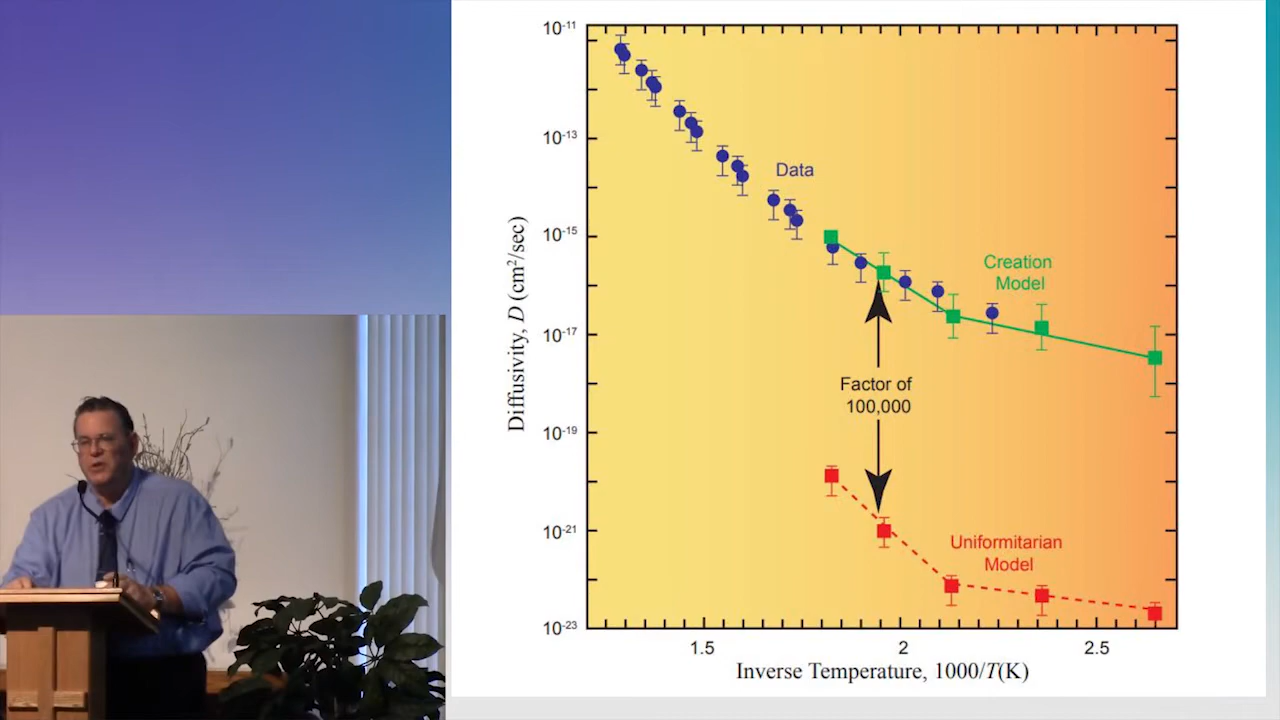 10-11
10-13
10-15
10-17
10-19
10-21
10-23
Diffusivity, D (cm2/sec)
Data
Creation
Model
Factor of
100,000
Uniformitarian
Model
1.5
2
2.5
Inverse Temperature, 1000/T(K)